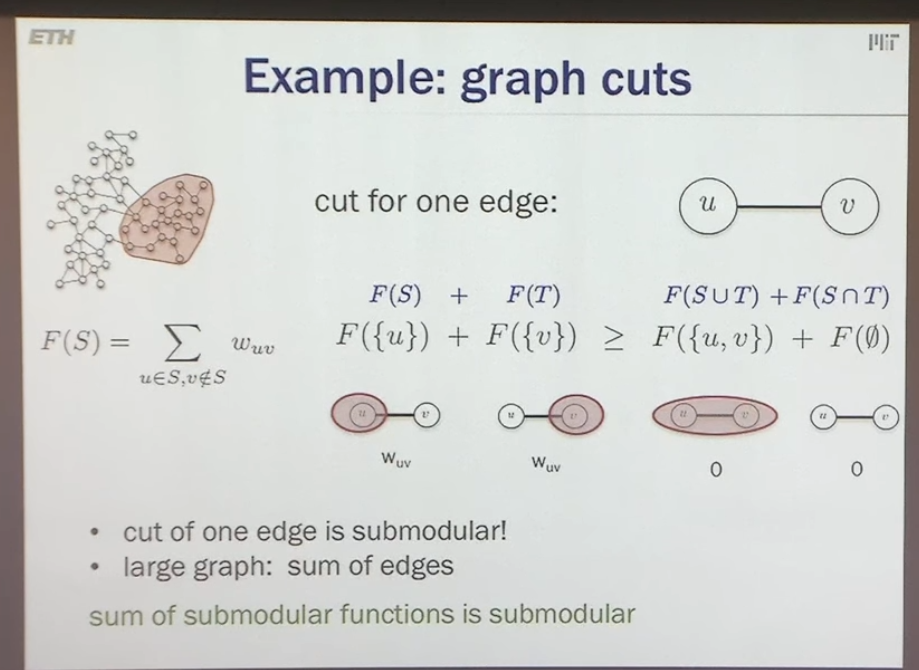 ETH
MIT
Example: graph cuts
cut for one edge:
u v
F(S) + F(T) F(S∪T) + F(S∩T)
F(S) = ∑ w_uv
u∈S,v∉S
F({u}) + F({v}) ≥ F({u, v}) + F(∅)
u v u v u v u v
w_uv w_uv 0 0
• cut of one edge is submodular!
• large graph: sum of edges
sum of submodular functions is submodular